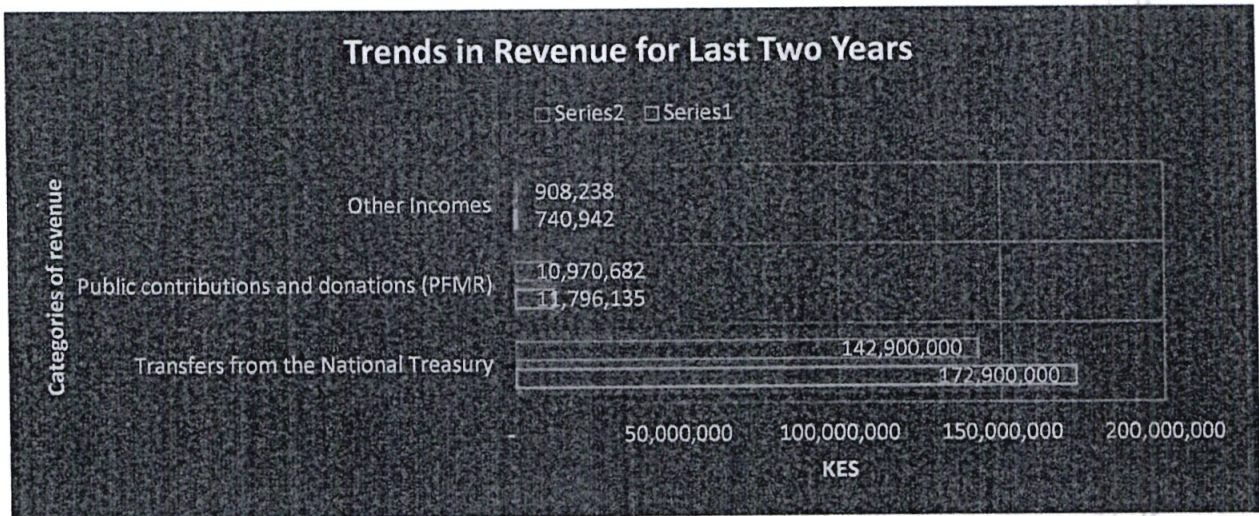 Trends in Revenue for Last Two Years
Series2 Series1
Categories of revenue
Other Incomes
908,238
740,942
Public contributions and donations (PFMR)
10,970,682
11,796,135
Transfers from the National Treasury
142,900,000
172,900,000
- 50,000,000 100,000,000 150,000,000 200,000,000
KES